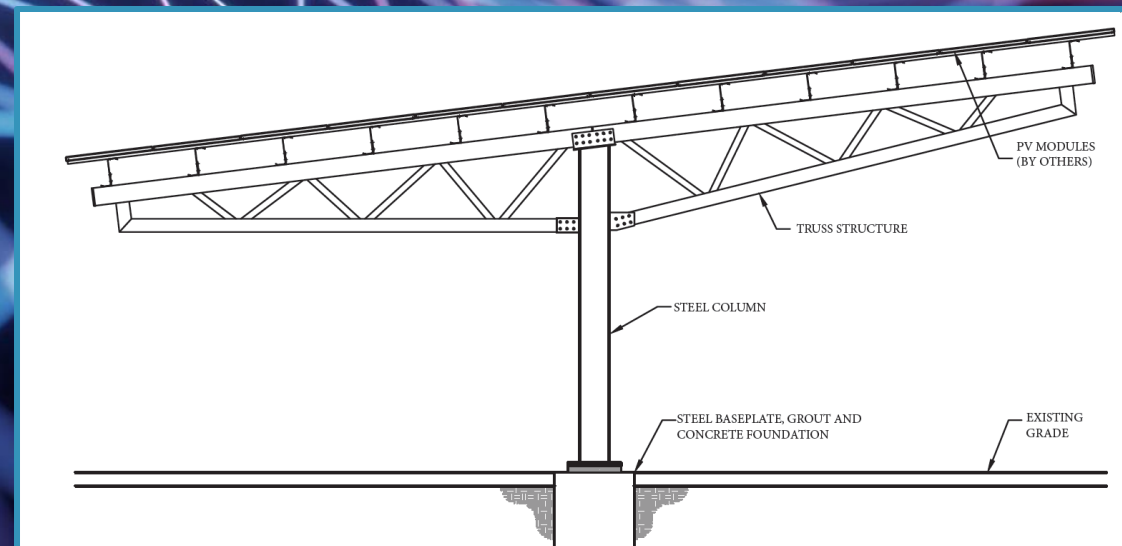 PV MODULES
(BY OTHERS)
TRUSS STRUCTURE
STEEL COLUMN
STEEL BASEPLATE, GROUT AND
CONCRETE FOUNDATION
EXISTING
GRADE